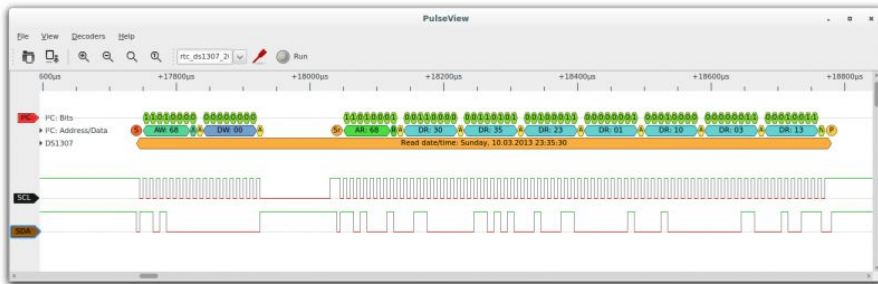 PulseView
File View Decoders Help
rtc_ds1307_2( Run
600µs +17800µs +18000µs +18200µs +18400µs +18600µs +18800µs
I²C I²C: Bits 11010000 00000000 11010001 00110000 00110101 00100011 00000001 00010000 00000011 00010011
I²C: Address/Data S AW: 68 A A DW: 00 A Sr AR: 68 R A DR: 30 A DR: 35 A DR: 23 A DR: 01 A DR: 10 A DR: 03 A DR: 13 N P
DS1307 Read date/time: Sunday, 10.03.2013 23:35:30
SCL
SDA